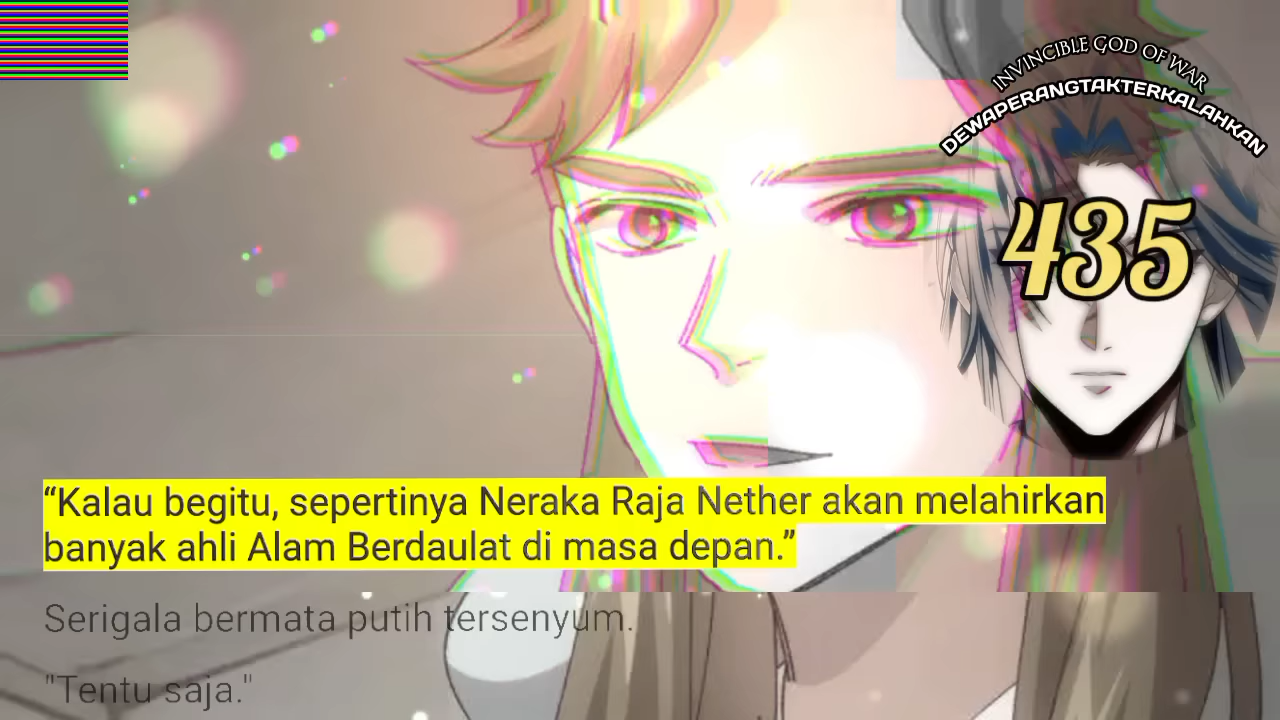 INVINCIBLE GOD OF WAR
DEWAPERANGTAKTERKALAHKAN
435
“Kalau begitu, sepertinya Neraka Raja Nether akan melahirkan
banyak ahli Alam Berdaulat di masa depan.”
Serigala bermata putih tersenyum.
"Tentu saja."